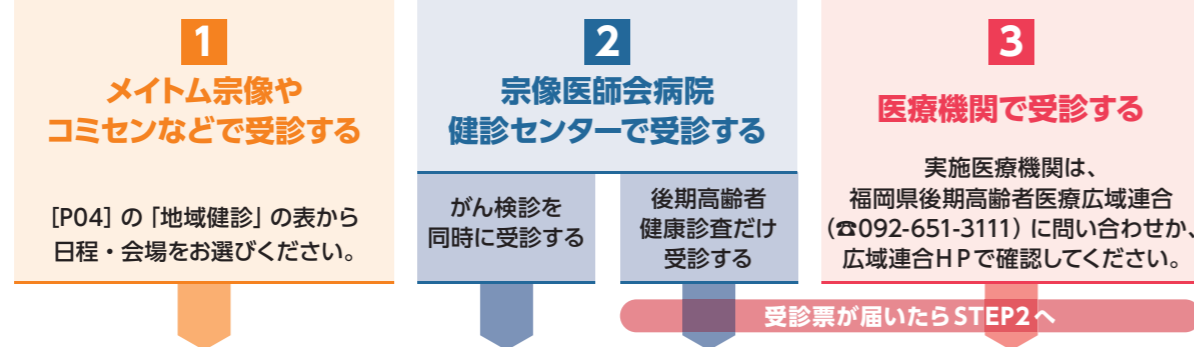 1
メイトム宗像や
コミセンなどで受診する
［P04］の「地域健診」の表から
日程・会場をお選びください。
2
宗像医師会病院
健診センターで受診する
がん検診を
同時に受診する
後期高齢者
健康診査だけ
受診する
3
医療機関で受診する
実施医療機関は、
福岡県後期高齢者医療広域連合
（☎092-651-3111）に問い合わせか、
広域連合HPで確認してください。
受診票が届いたらSTEP2へ